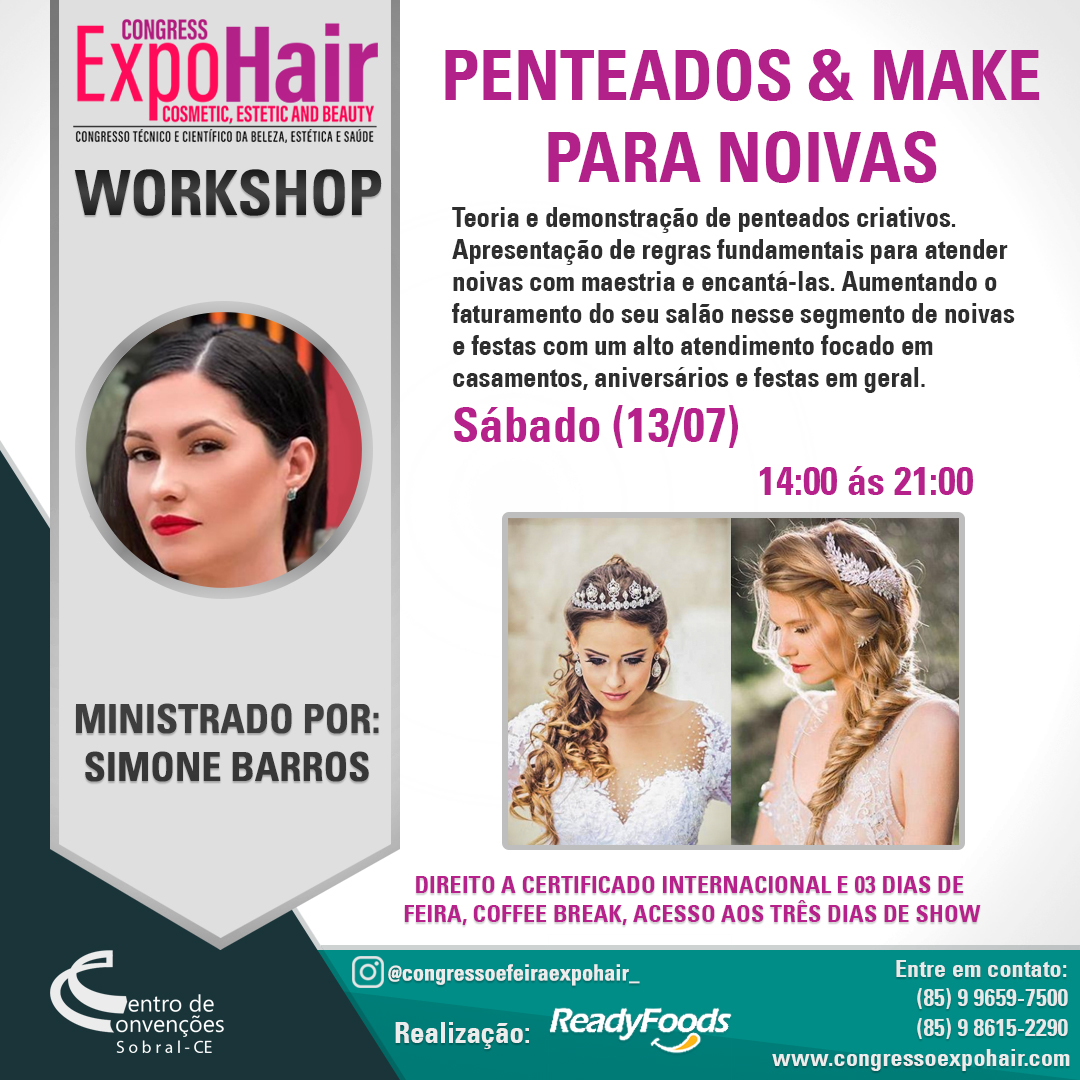 CONGRESS
ExpoHair
COSMETIC, ESTETIC AND BEAUTY
CONGRESSO TÉCNICO E CIENTÍFICO DA BELEZA, ESTÉTICA E SAÚDE
WORKSHOP
MINISTRADO POR:
SIMONE BARROS
PENTEADOS & MAKE
PARA NOIVAS
Teoria e demonstração de penteados criativos.
Apresentação de regras fundamentais para atender
noivas com maestria e encantá-las. Aumentando o
faturamento do seu salão nesse segmento de noivas
e festas com um alto atendimento focado em
casamentos, aniversários e festas em geral.
Sábado (13/07)
14:00 ás 21:00
DIREITO A CERTIFICADO INTERNACIONAL E 03 DIAS DE
FEIRA, COFFEE BREAK, ACESSO AOS TRÊS DIAS DE SHOW
Centro de
Convenções
Sobral-CE
@congressoefeiraexpohair_
Realização: ReadyFoods
Entre em contato:
(85) 9 9659-7500
(85) 9 8615-2290
www.congressoexpohair.com